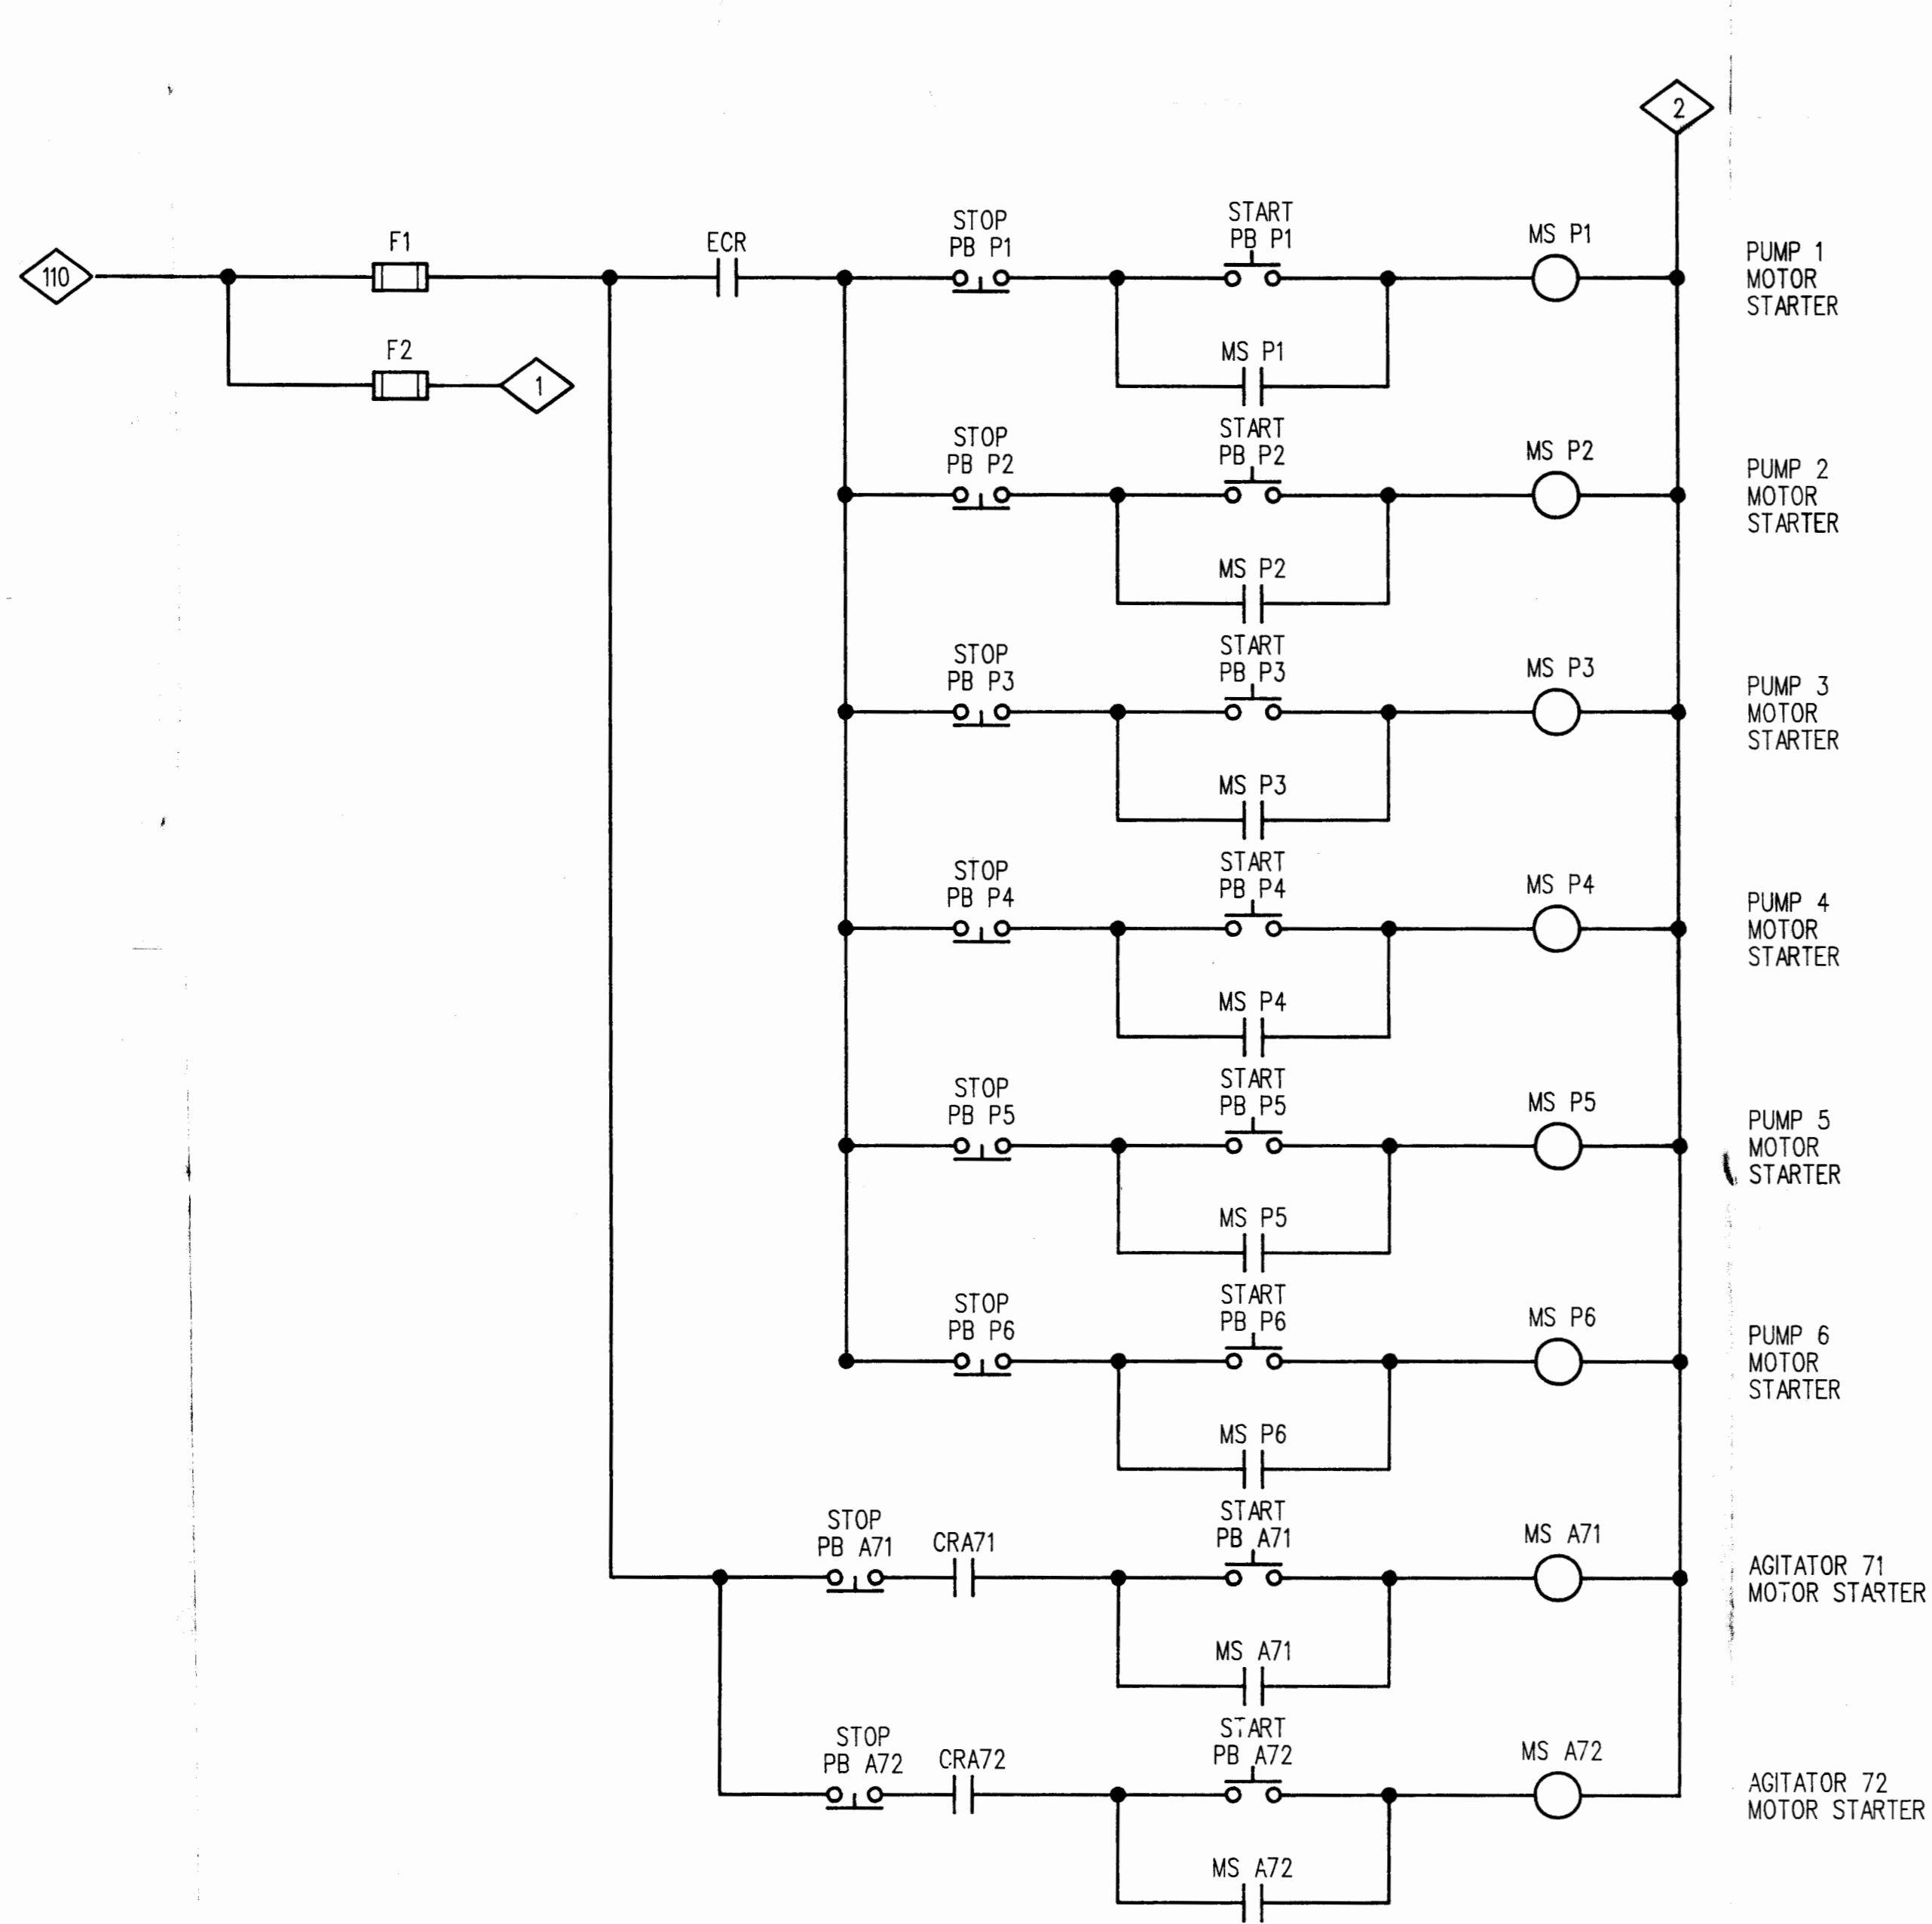 2
110
F1
ECR
STOP
PB P1
START
PB P1
MS P1
PUMP 1
MOTOR
STARTER
F2
1
MS P1
STOP
PB P2
START
PB P2
MS P2
PUMP 2
MOTOR
STARTER
MS P2
STOP
PB P3
START
PB P3
MS P3
PUMP 3
MOTOR
STARTER
MS P3
STOP
PB P4
START
PB P4
MS P4
PUMP 4
MOTOR
STARTER
MS P4
STOP
PB P5
START
PB P5
MS P5
PUMP 5
MOTOR
STARTER
MS P5
STOP
PB P6
START
PB P6
MS P6
PUMP 6
MOTOR
STARTER
MS P6
STOP
PB A71
CRA71
START
PB A71
MS A71
AGITATOR 71
MOTOR STARTER
MS A71
STOP
PB A72
CRA72
START
PB A72
MS A72
AGITATOR 72
MOTOR STARTER
MS A72